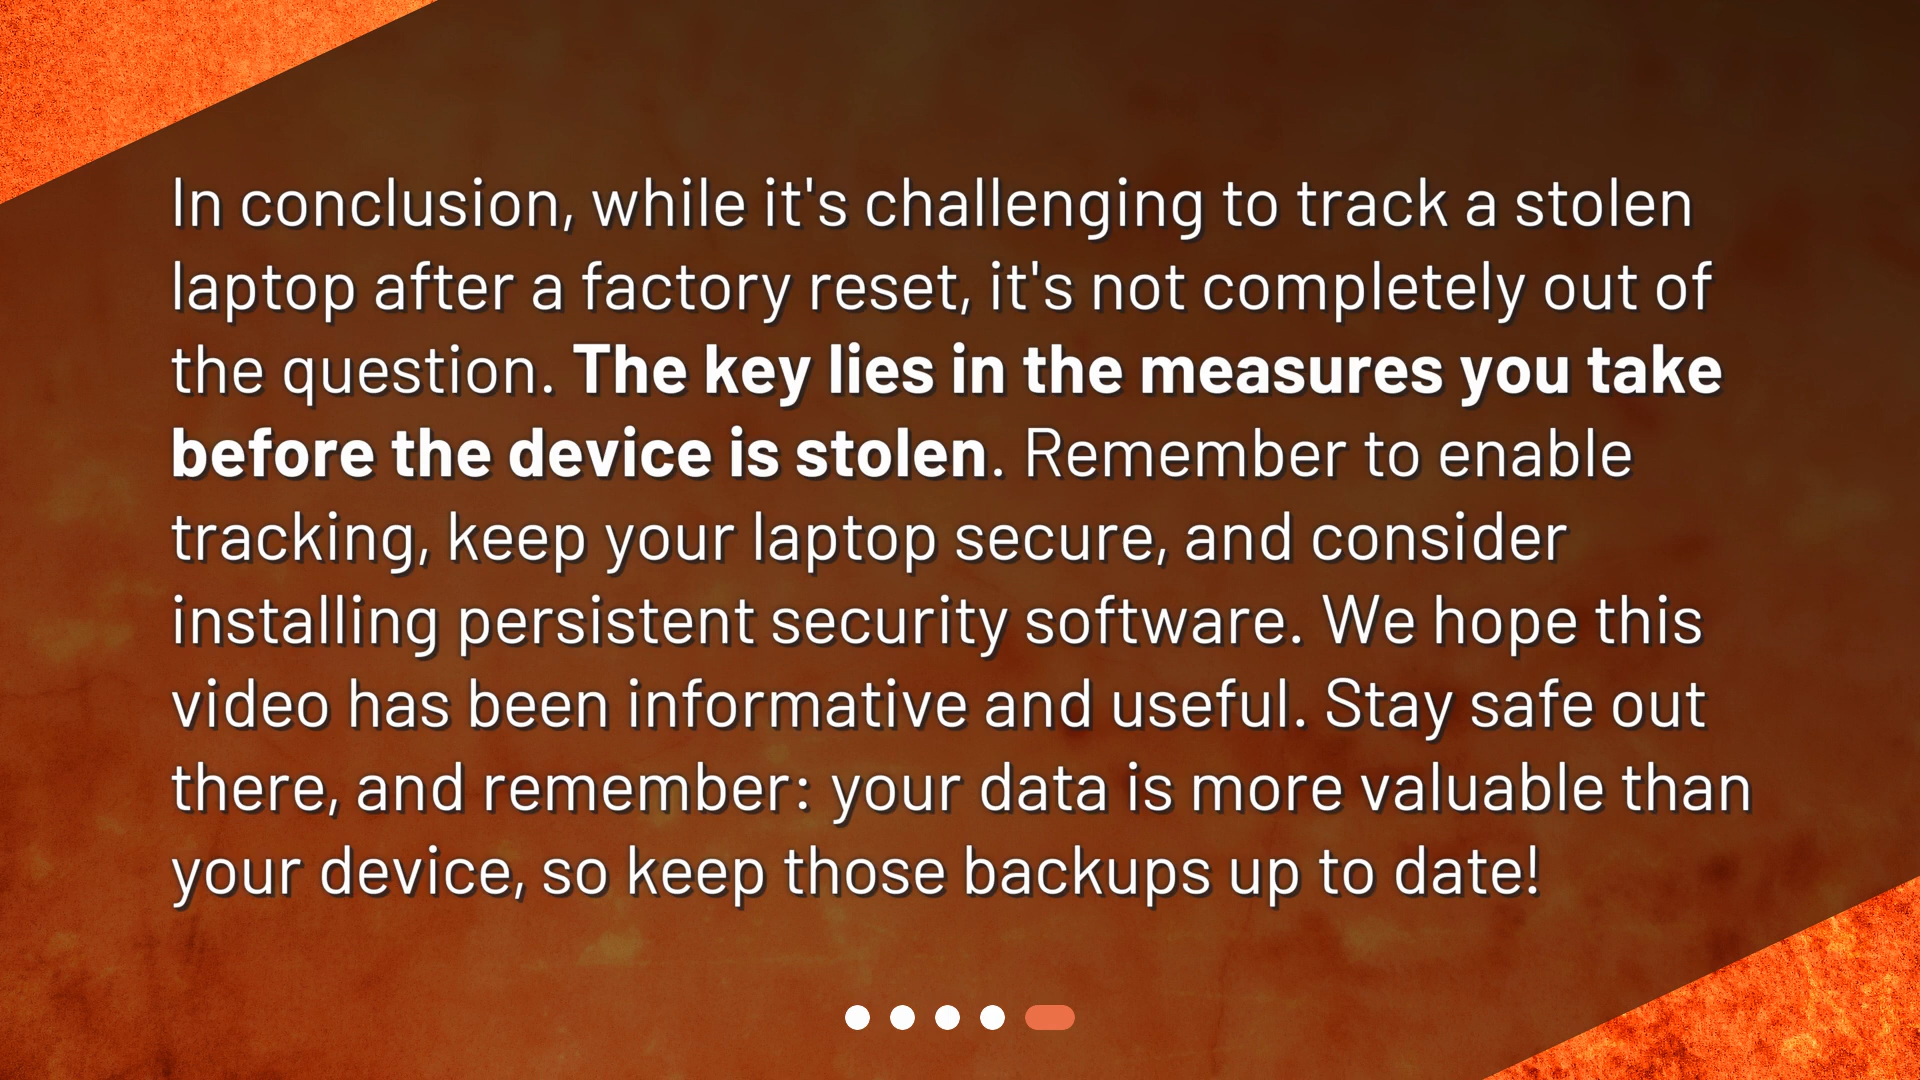 In conclusion, while it's challenging to track a stolen
laptop after a factory reset, it's not completely out of
the question. The key lies in the measures you take
before the device is stolen. Remember to enable
tracking, keep your laptop secure, and consider
installing persistent security software. We hope this
video has been informative and useful. Stay safe out
there, and remember: your data is more valuable than
your device, so keep those backups up to date!